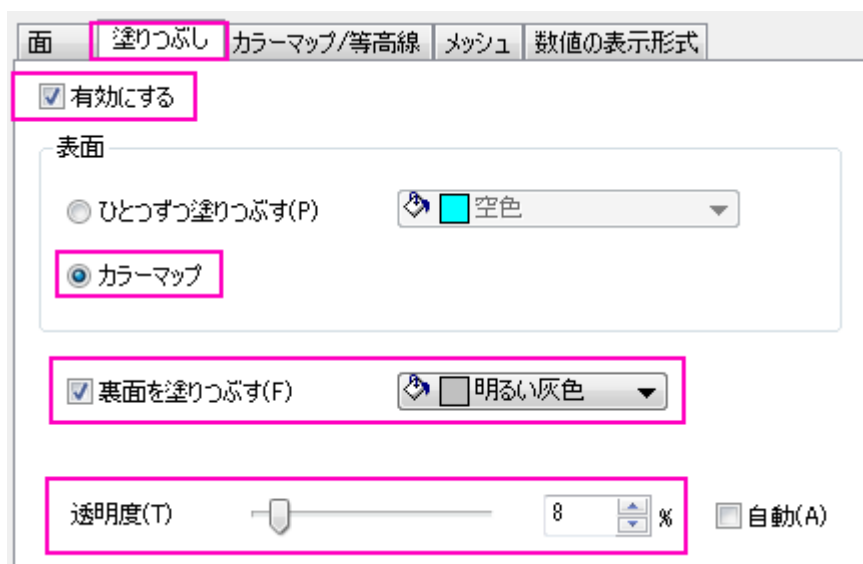 面 塗りつぶし カラーマップ/等高線 メッシュ 数値の表示形式
有効にする
表面
ひとつずつ塗りつぶす(P) 空色
カラーマップ
裏面を塗りつぶす(F) 明るい灰色
透明度(T) 8 % 自動(A)